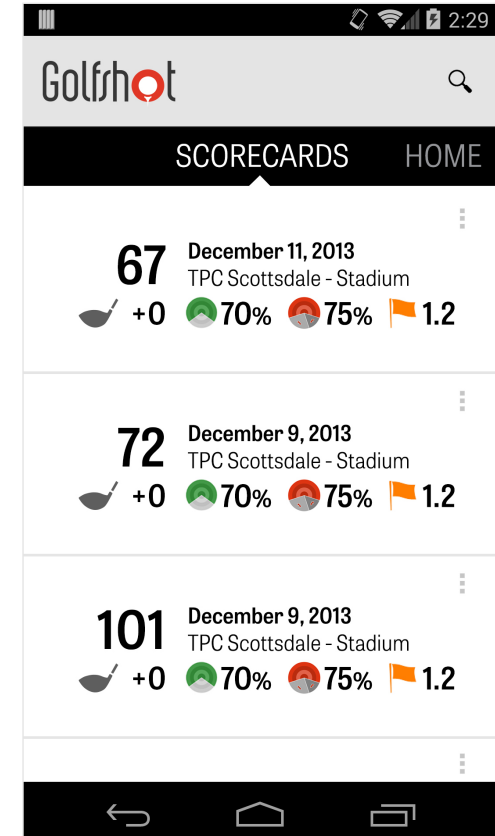 2:29
Golfshot
SCORECARDS HOME
67
December 11, 2013
TPC Scottsdale - Stadium
+0 70% 75% 1.2
72
December 9, 2013
TPC Scottsdale - Stadium
+0 70% 75% 1.2
101
December 9, 2013
TPC Scottsdale - Stadium
+0 70% 75% 1.2